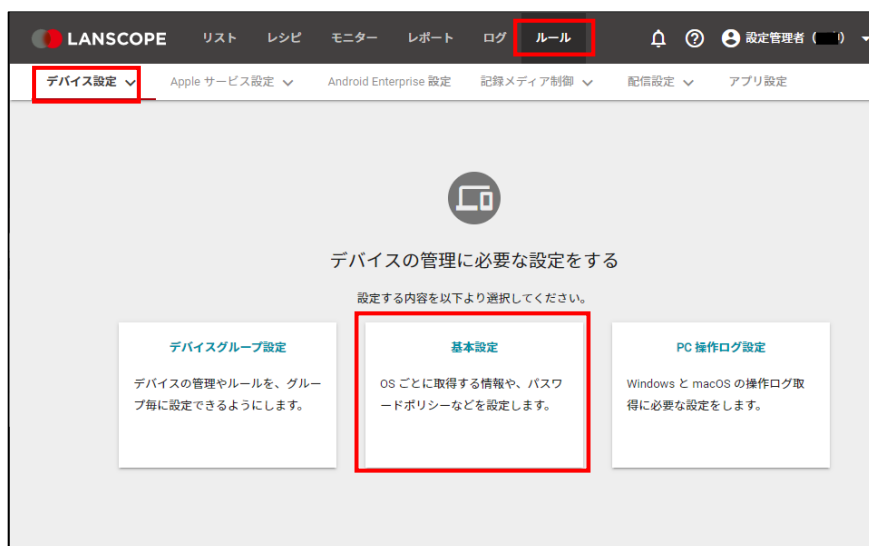 LANSCOPE リスト レシピ モニター レポート ログ ルール 設定管理者 ( )
デバイス設定 Apple サービス設定 Android Enterprise 設定 記録メディア制御 配信設定 アプリ設定
デバイスの管理に必要な設定をする
設定する内容を以下より選択してください。
デバイスグループ設定
デバイスの管理やルールを、グルー
プ毎に設定できるようにします。
基本設定
OS ごとに取得する情報や、パスワ
ードポリシーなどを設定します。
PC 操作ログ設定
Windows と macOS の操作ログ取
得に必要な設定をします。